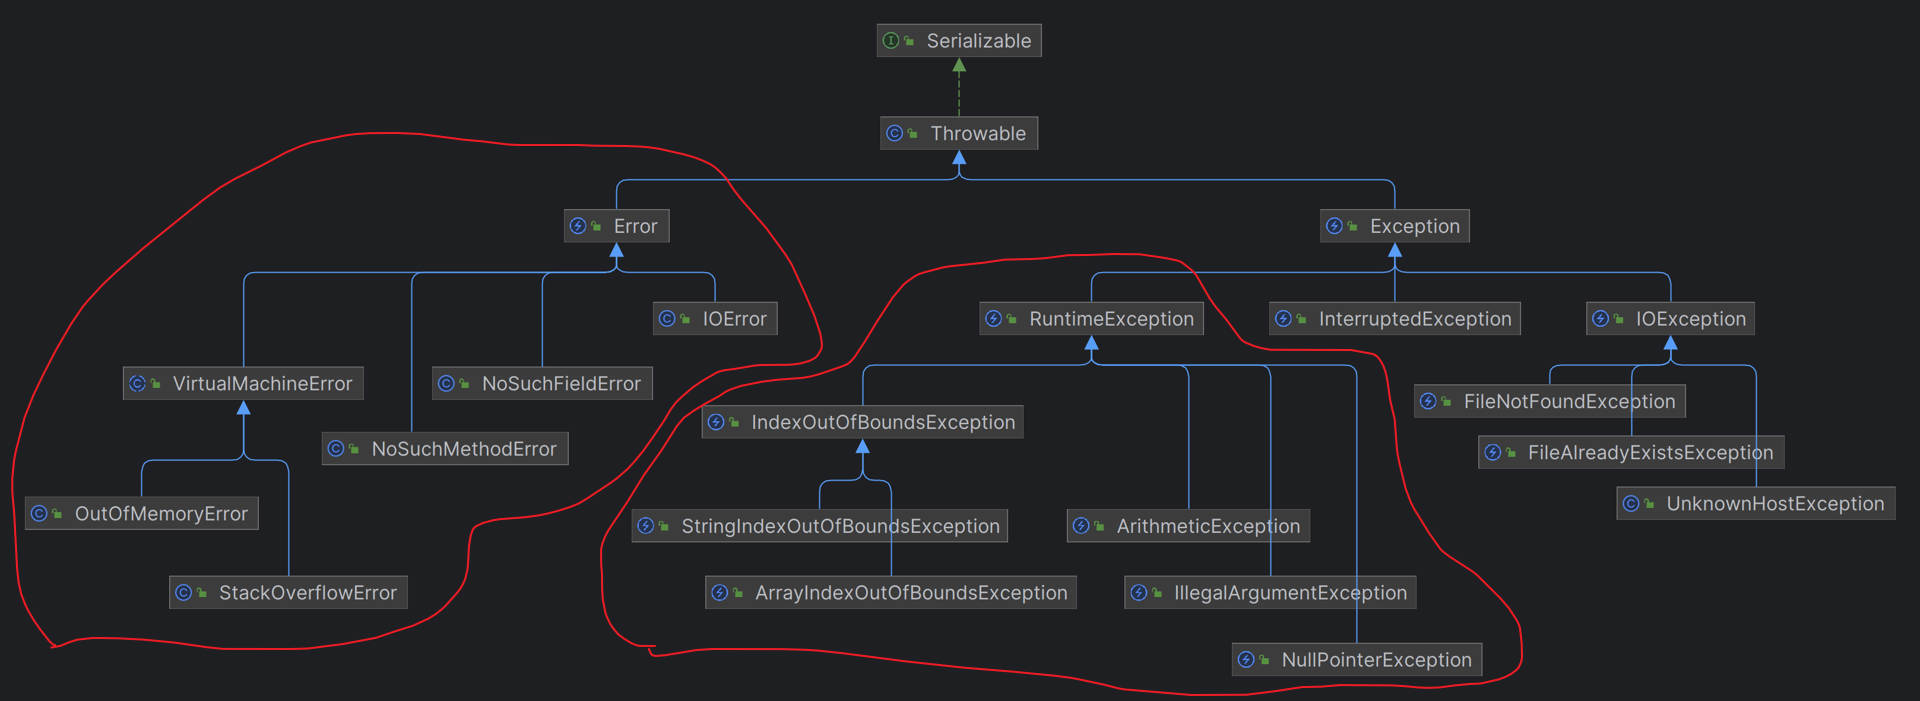 Serializable
Throwable
Error
Exception
IOError
RuntimeException
InterruptedException
IOException
VirtualMachineError
NoSuchFieldError
FileNotFoundException
IndexOutOfBoundsException
NoSuchMethodError
FileAlreadyExistsException
OutOfMemoryError
StringIndexOutOfBoundsException
ArithmeticException
UnknownHostException
StackOverflowError
ArrayIndexOutOfBoundsException
IllegalArgumentException
NullPointerException